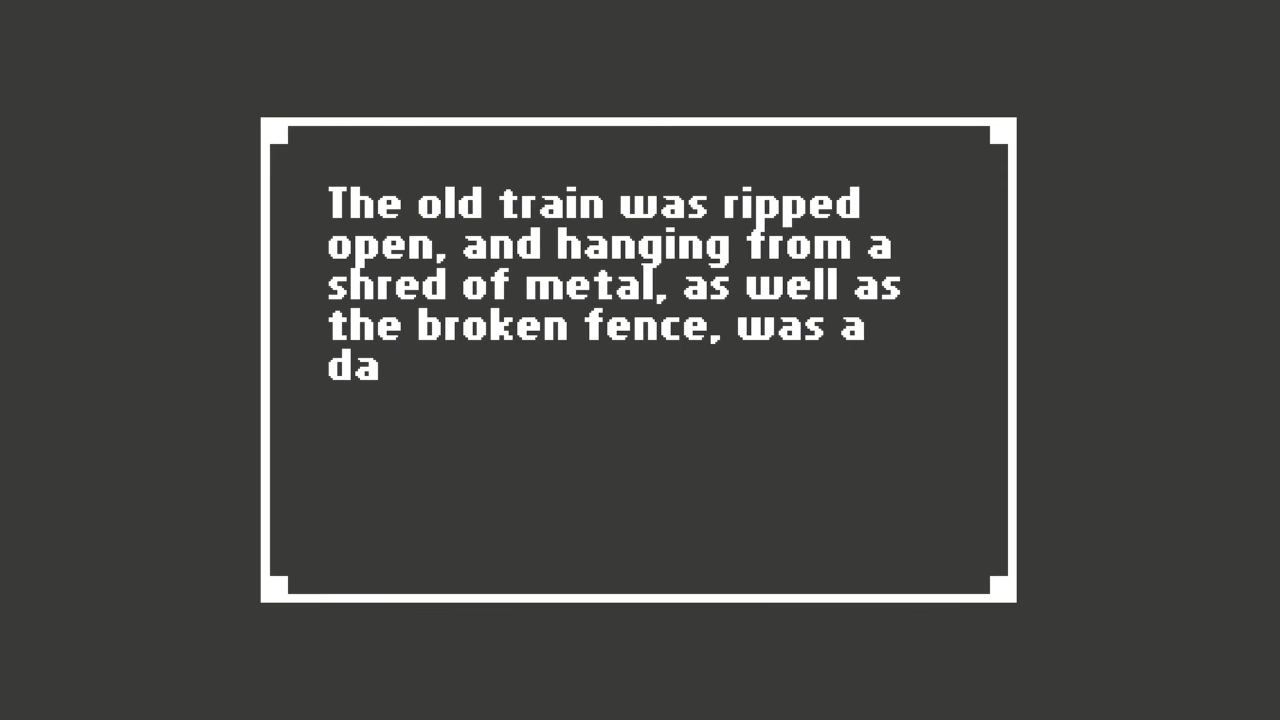 The old train was ripped
open, and hanging from a
shred of metal, as well as
the broken fence, was a
da